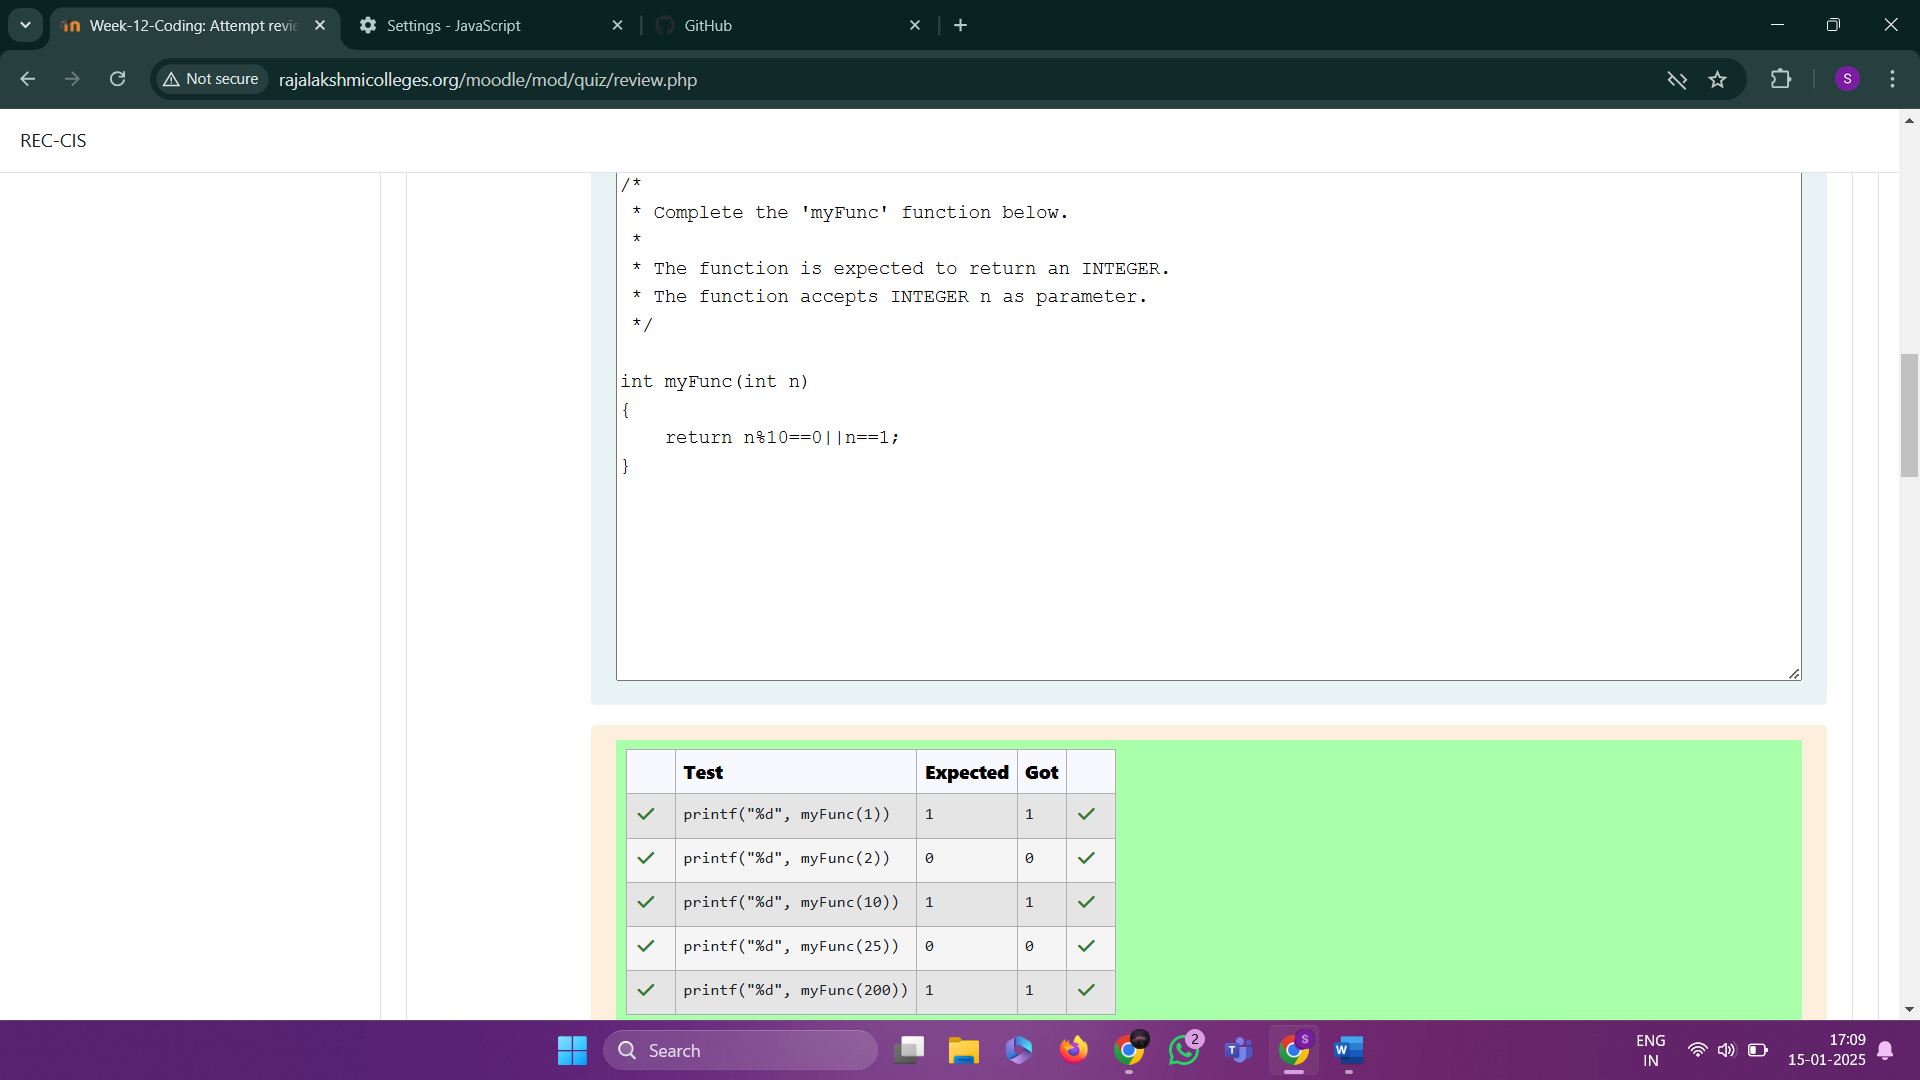 Week-12-Coding: Attempt revie
Settings - JavaScript
GitHub
Not secure
rajalakshmicolleges.org/moodle/mod/quiz/review.php
S
REC-CIS
/*
* Complete the 'myFunc' function below.
*
* The function is expected to return an INTEGER.
* The function accepts INTEGER n as parameter.
*/
int myFunc(int n)
{
return n%10==0||n==1;
}
Test Expected Got
printf("%d", myFunc(1)) 1 1
printf("%d", myFunc(2)) 0 0
printf("%d", myFunc(10)) 1 1
printf("%d", myFunc(25)) 0 0
printf("%d", myFunc(200)) 1 1
Search
2
S
ENG
IN
17:09
15-01-2025